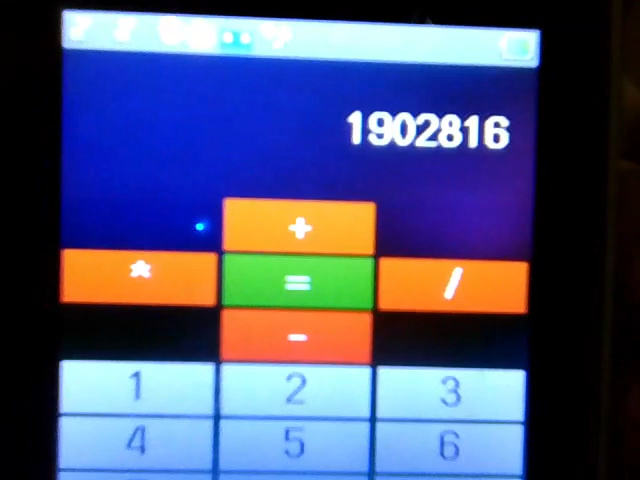 1902816
+
* = /
-
1 2 3
4 5 6